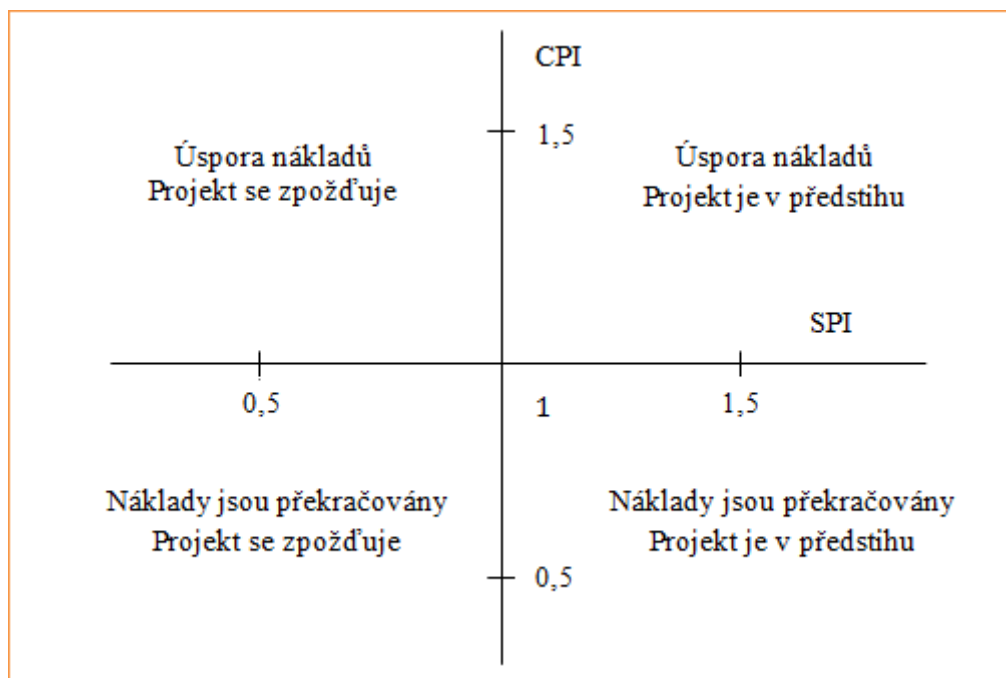 CPI
1,5
Úspora nákladů
Projekt se zpožďuje
Úspora nákladů
Projekt je v předstihu
SPI
0,5
1
1,5
Náklady jsou překračovány
Projekt se zpožďuje
Náklady jsou překračovány
Projekt je v předstihu
0,5